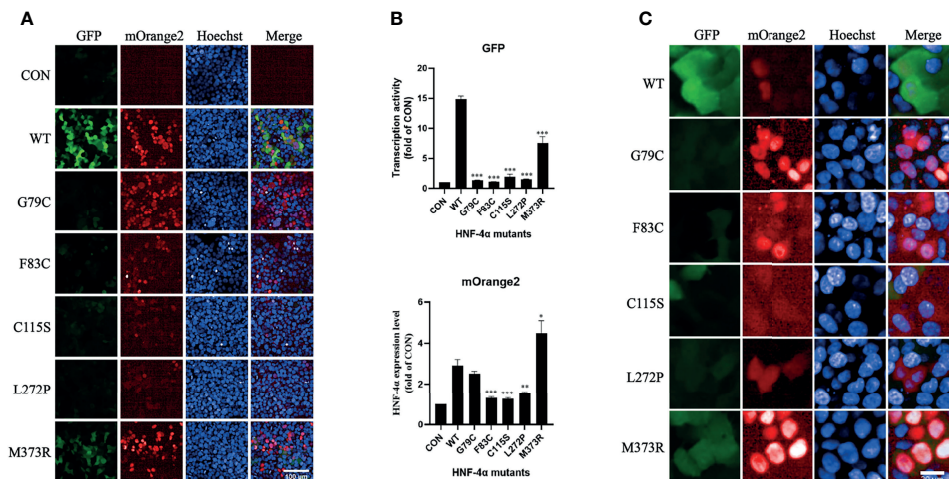 A
GFP mOrange2 Hoechst Merge
CON
WT
G79C
F83C
C115S
L272P
M373R
100 μm
B
GFP
Transcription activity
(fold of CON)
20
15
10
5
0
*** *** *** *** ***
CON WT G79C F83C C115S L272P M373R
HNF-4α mutants
mOrange2
HNF-4α expression level
(fold of CON)
6
4
2
0
*** *** ** *
CON WT G79C F83C C115S L272P M373R
HNF-4α mutants
C
GFP mOrange2 Hoechst Merge
WT
G79C
F83C
C115S
L272P
M373R